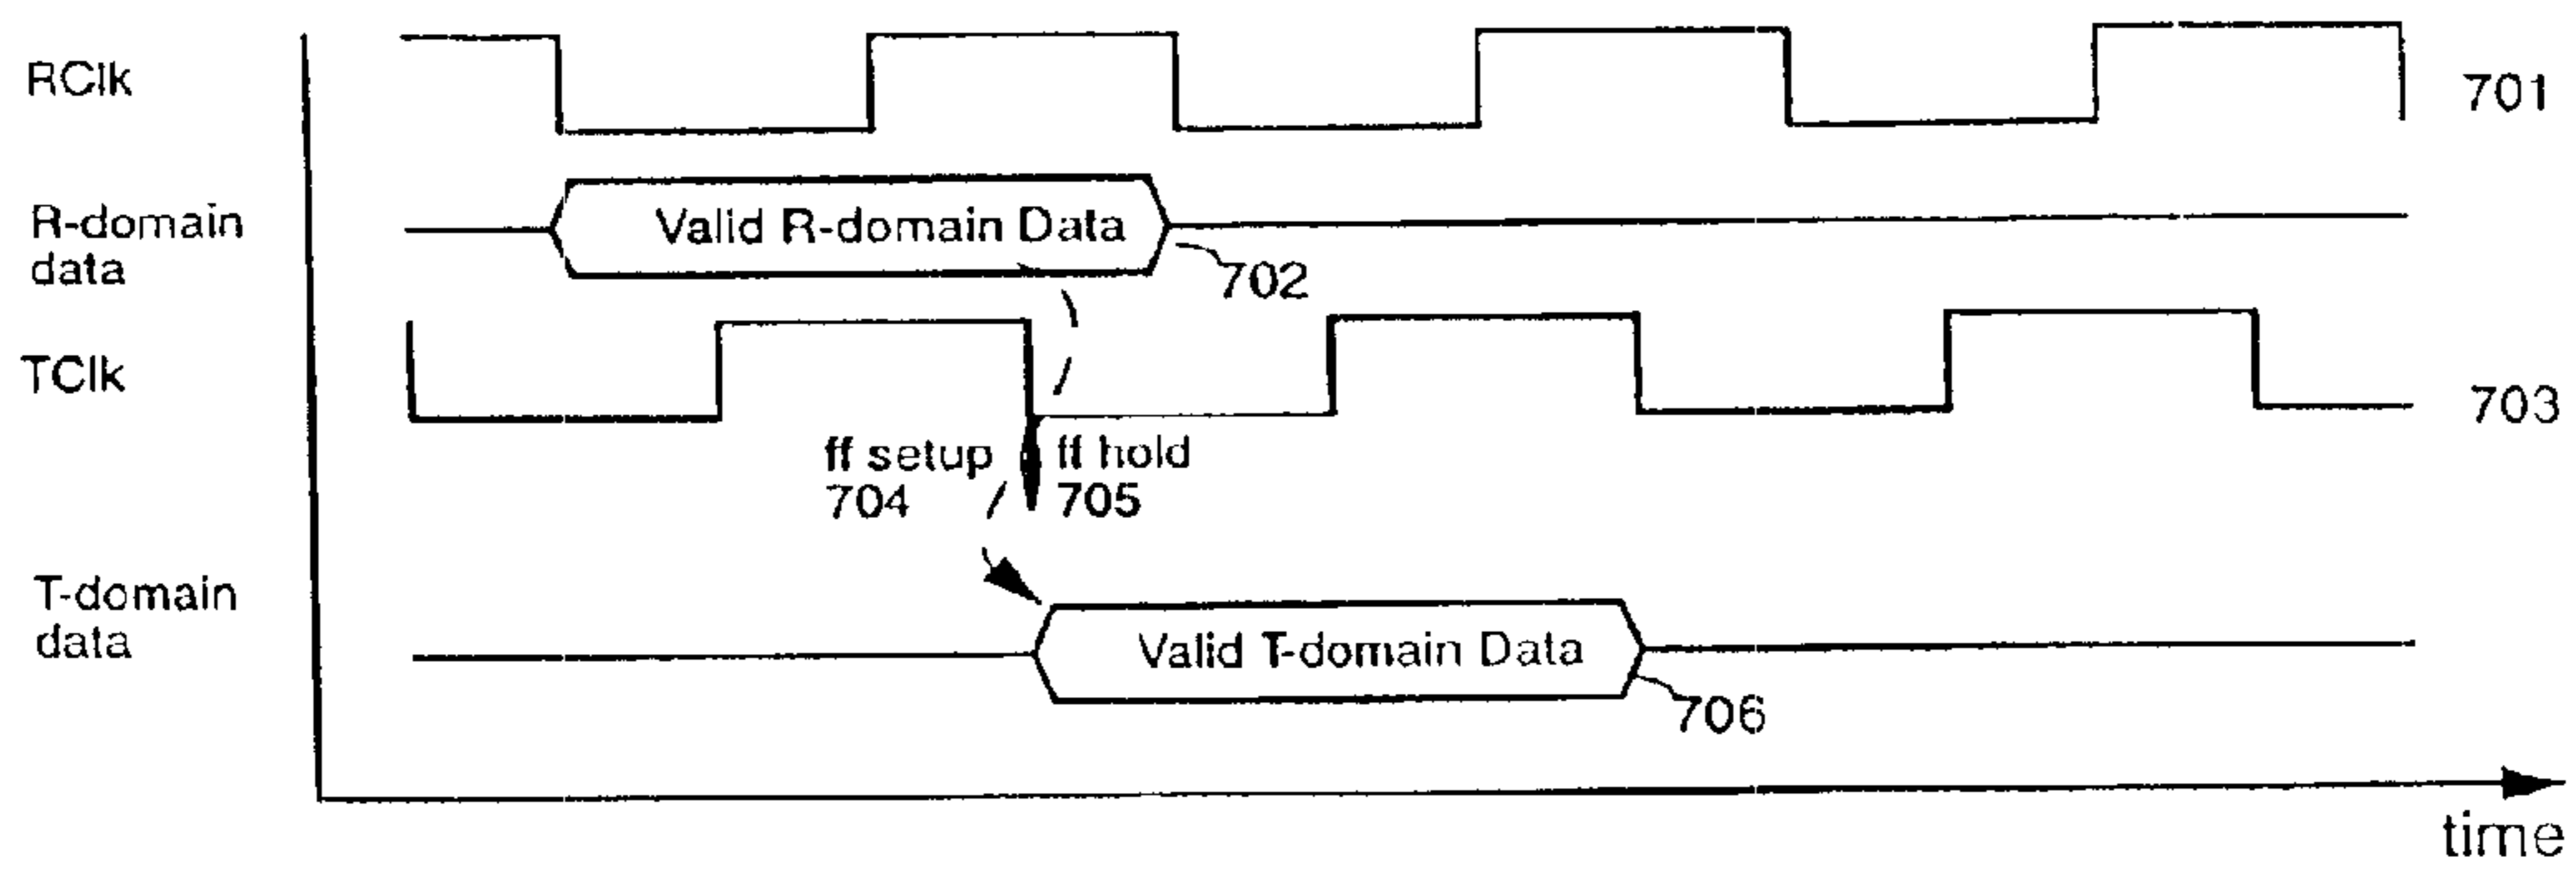 RClk
701
R-domain
data
Valid R-domain Data
702
TClk
703
ff setup
704
ff hold
705
T-domain
data
Valid T-domain Data
706
time